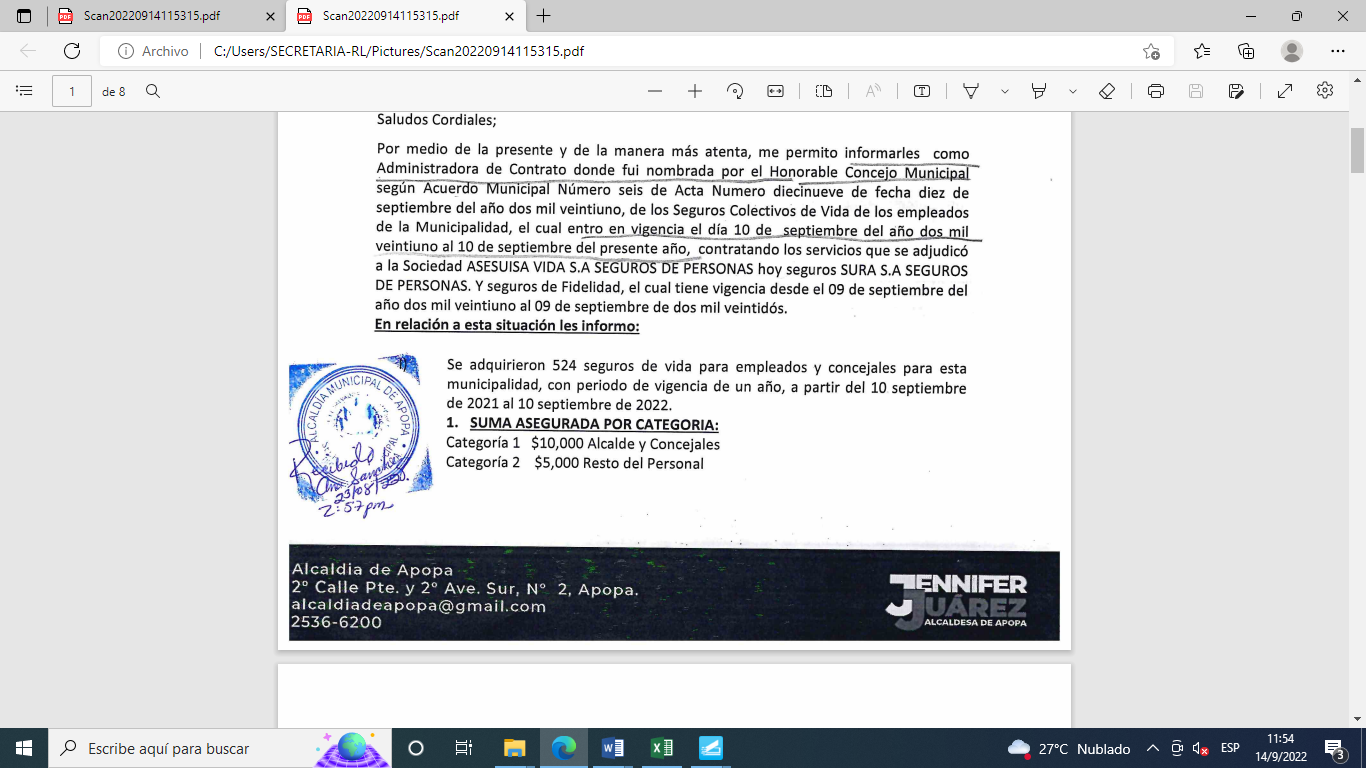 Scan20220914115315.pdf
Scan20220914115315.pdf
Archivo
C:/Users/SECRETARIA-RL/Pictures/Scan20220914115315.pdf
1 de 8
Saludos Cordiales;
Por medio de la presente y de la manera más atenta, me permito informarles como
Administradora de Contrato donde fui nombrada por el Honorable Concejo Municipal
según Acuerdo Municipal Número seis de Acta Numero diecinueve de fecha diez de
septiembre del año dos mil veintiuno, de los Seguros Colectivos de Vida de los empleados
de la Municipalidad, el cual entro en vigencia el día 10 de septiembre del año dos mil
veintiuno al 10 de septiembre del presente año, contratando los servicios que se adjudicó
a la Sociedad ASESUISA VIDA S.A SEGUROS DE PERSONAS hoy seguros SURA S.A SEGUROS
DE PERSONAS. Y seguros de Fidelidad, el cual tiene vigencia desde el 09 de septiembre del
año dos mil veintiuno al 09 de septiembre de dos mil veintidós.
En relación a esta situación les informo:
Se adquirieron 524 seguros de vida para empleados y concejales para esta
municipalidad, con periodo de vigencia de un año, a partir del 10 septiembre
de 2021 al 10 septiembre de 2022.
1. SUMA ASEGURADA POR CATEGORIA:
Categoría 1 $10,000 Alcalde y Concejales
Categoría 2 $5,000 Resto del Personal
ALCALDIA MUNICIPAL DE APOPA
Recibido
23/08/
2:57pm
Alcaldia de Apopa
2° Calle Pte. y 2° Ave. Sur, N° 2, Apopa.
alcaldiadeapopa@gmail.com
2536-6200
JENNIFER
JUÁREZ
ALCALDESA DE APOPA
Escribe aquí para buscar
27°C Nublado
ESP
11:54
14/9/2022
3